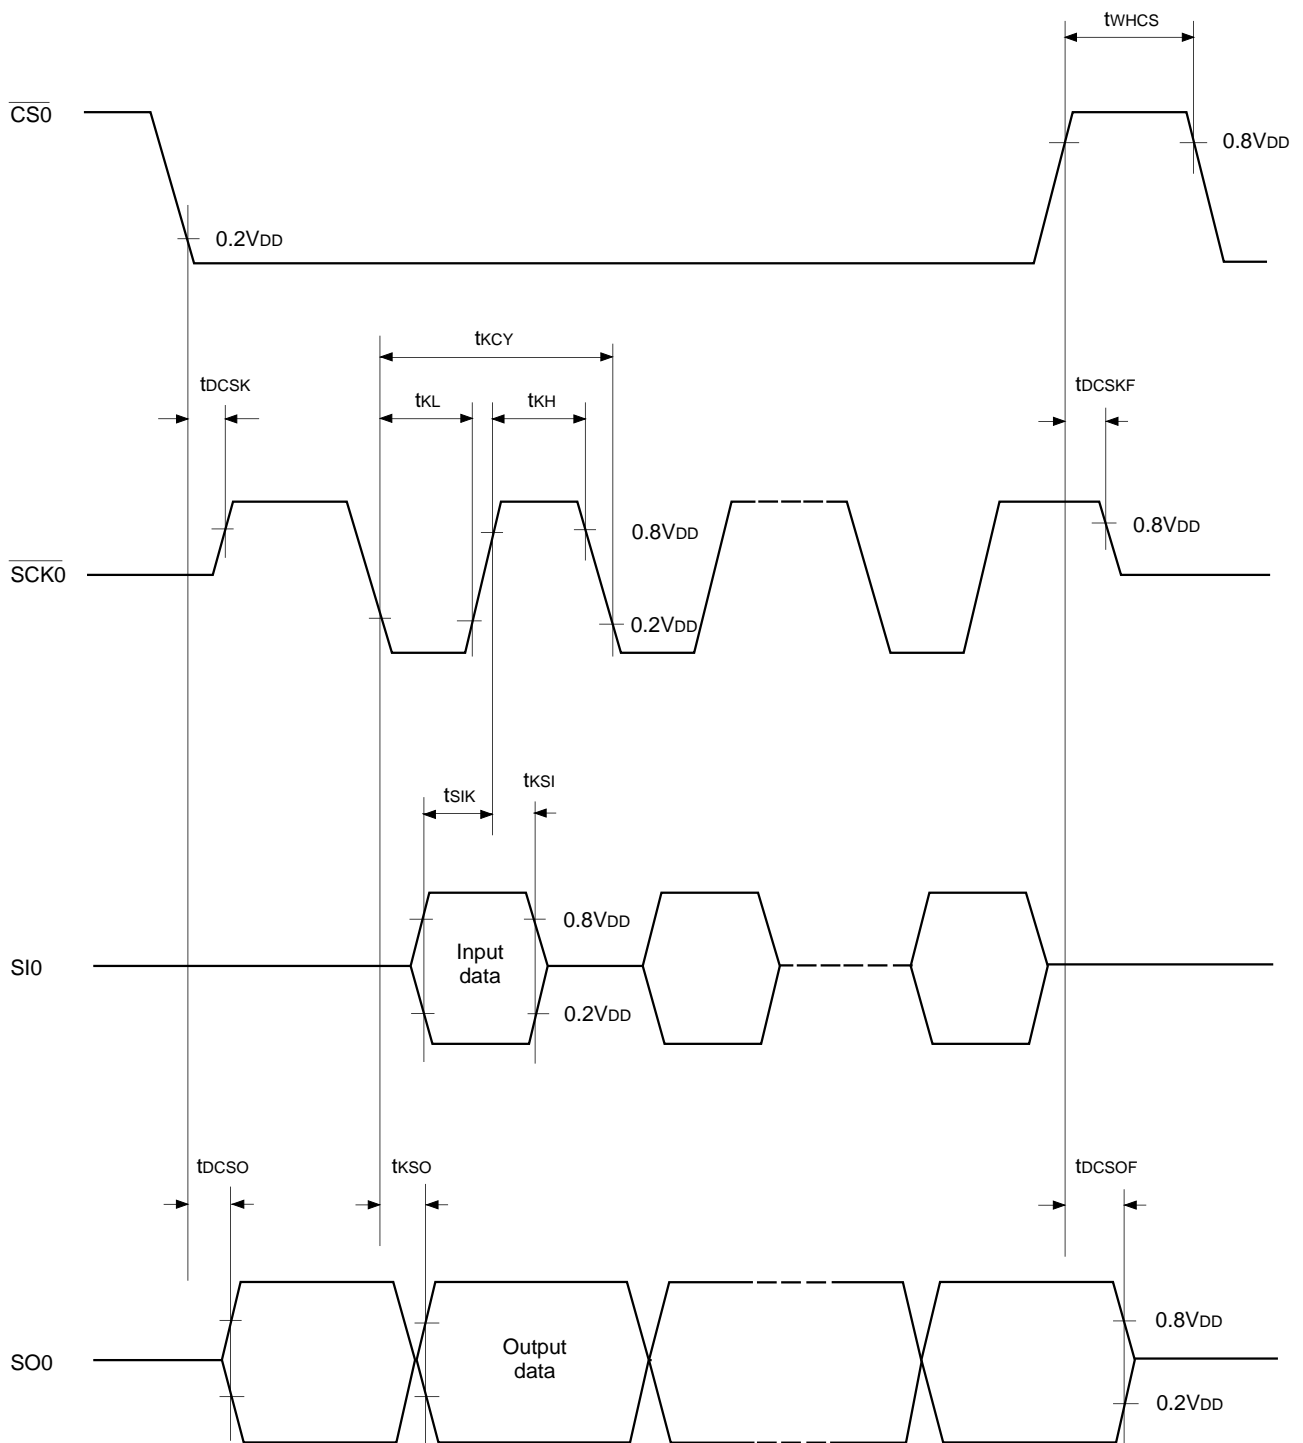 tWHCS
CS0
0.8VDD
0.2VDD
tKCY
tDCSK
tKL
tKH
tDCSKF
0.8VDD
0.8VDD
SCK0
0.2VDD
tSIK
tKSI
0.8VDD
Input
data
SI0
0.2VDD
tDCSO
tKSO
tDCSOF
0.8VDD
Output
data
SO0
0.2VDD